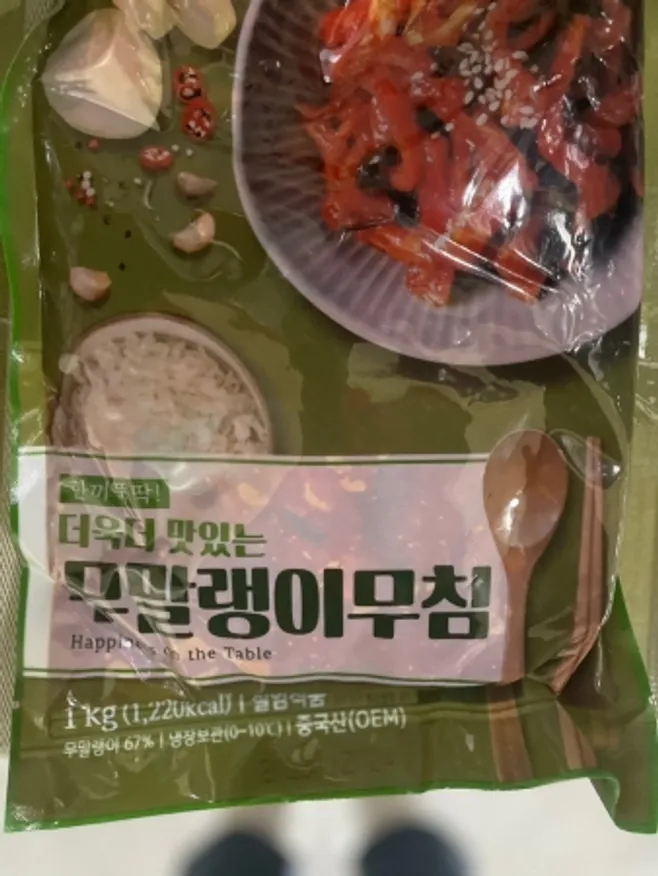 한끼뚝딱!
더욱더 맛있는
무말랭이무침
Happiness on the Table
1kg (1,220kcal) | 절임식품
무말랭이 67% | 냉장보관(0~10℃) | 중국산(OEM)